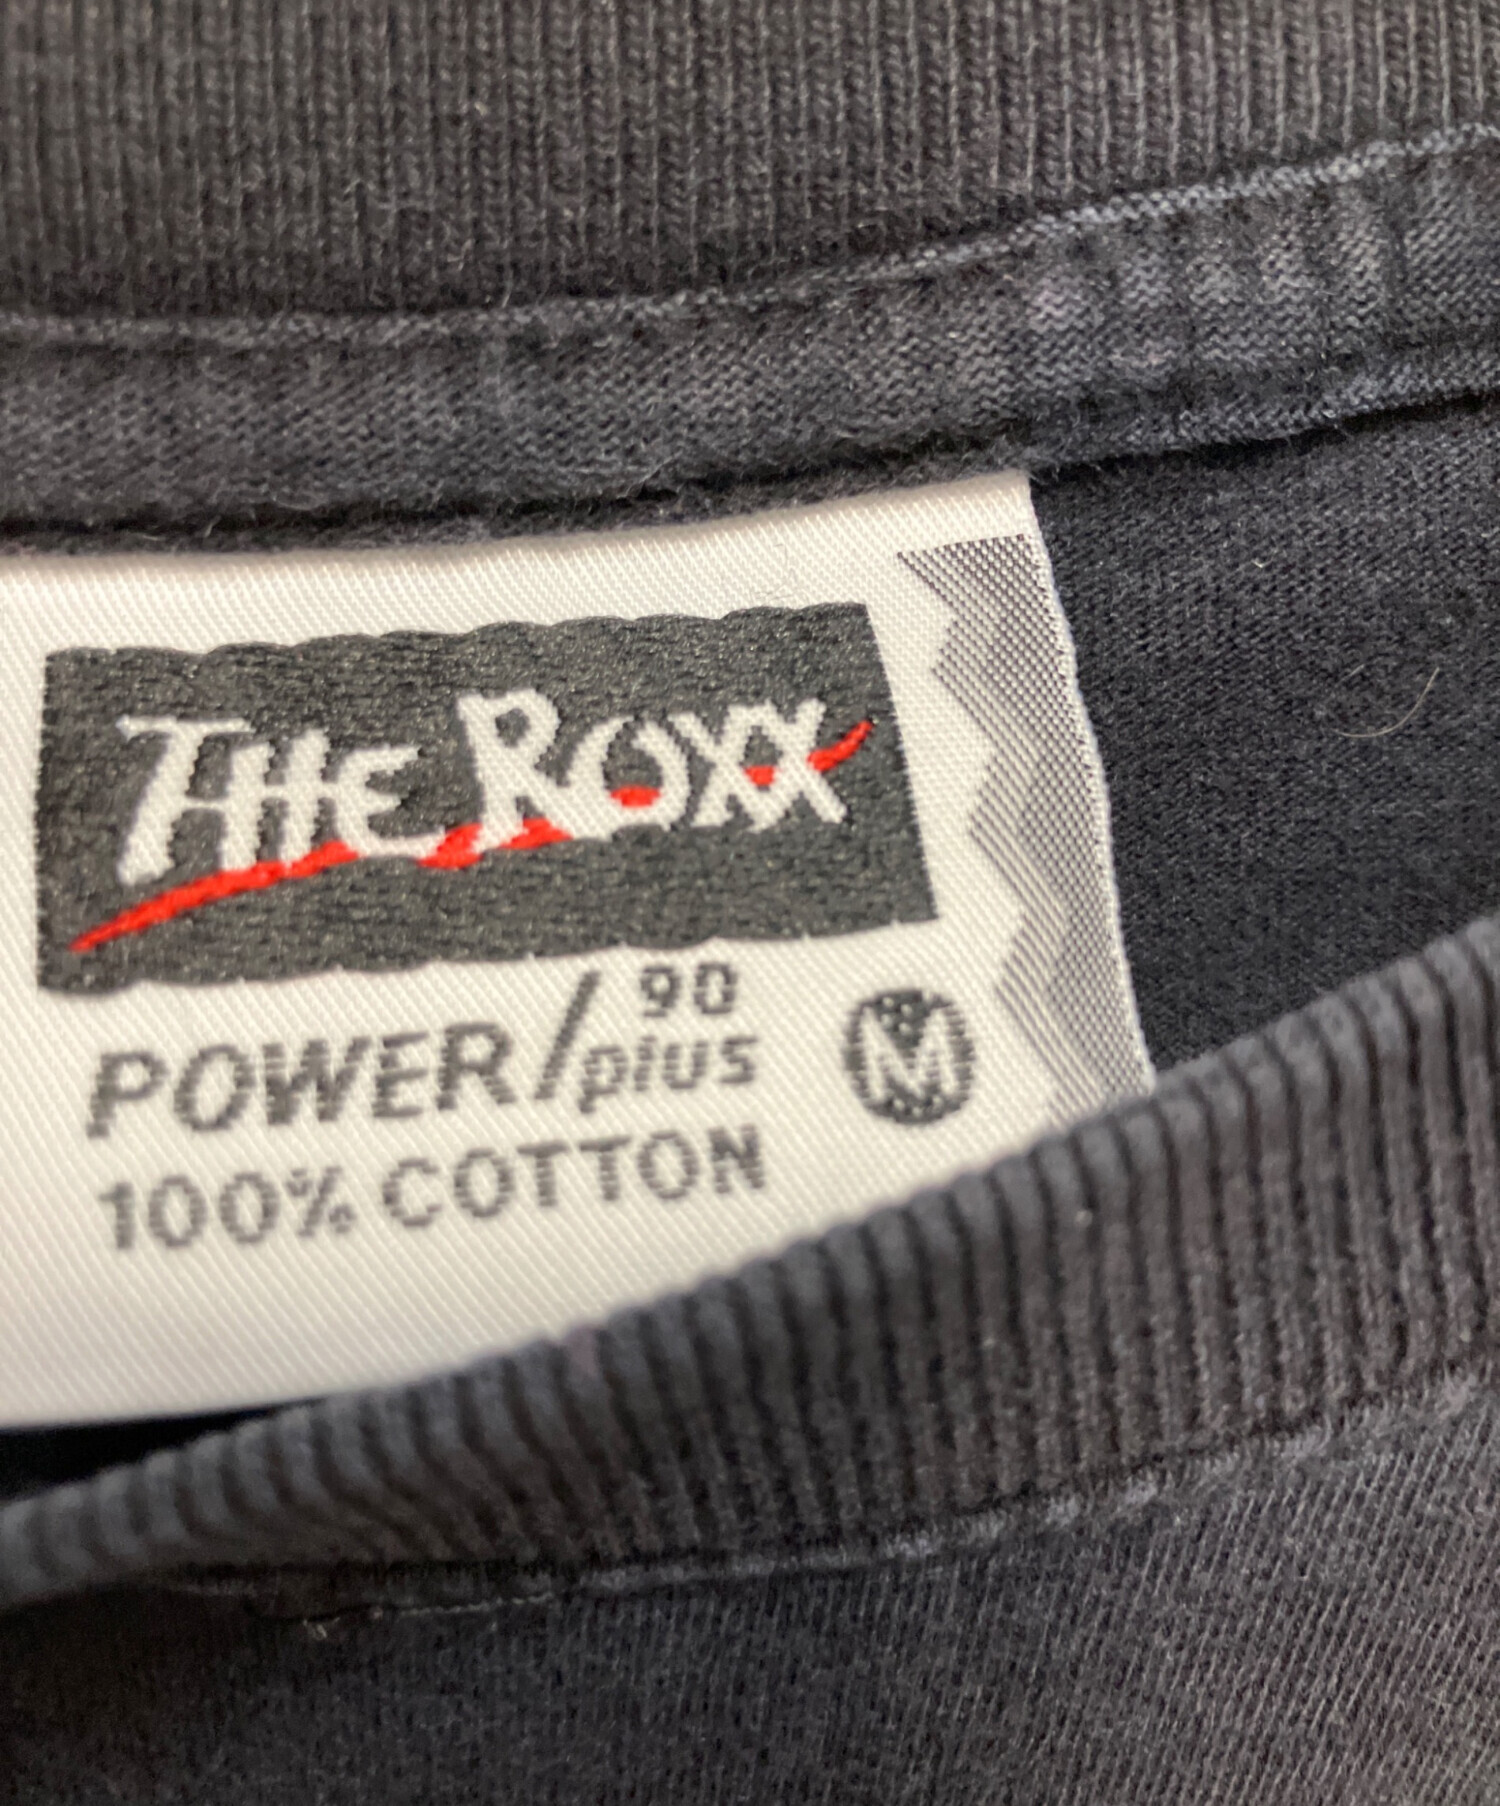 THE ROXX
POWER/90 plus
M
100% COTTON